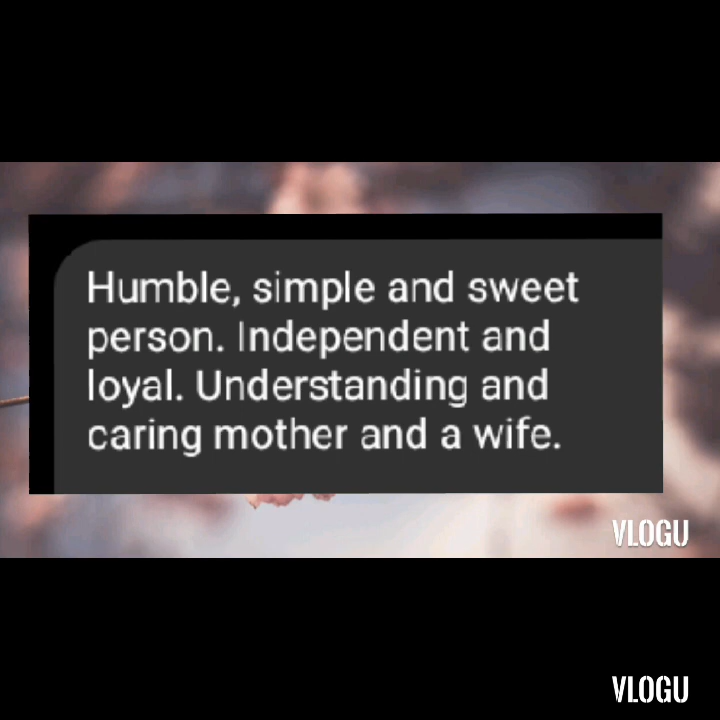 Humble, simple and sweet
person. Independent and
loyal. Understanding and
caring mother and a wife.
VLOGU
VLOGU